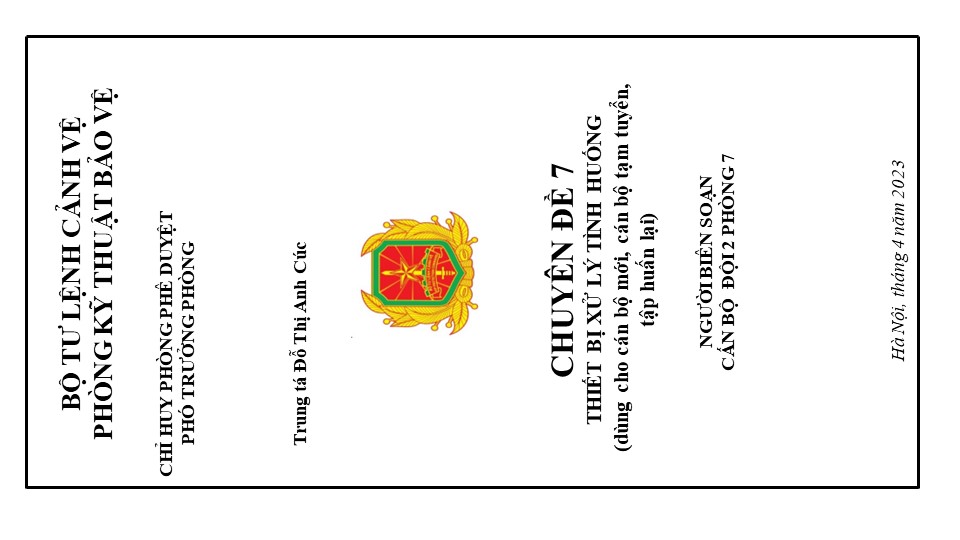 BỘ TƯ LỆNH CẢNH VỆ
PHÒNG KỸ THUẬT BẢO VỆ
CHỈ HUY PHÒNG PHÊ DUYỆT
PHÓ TRƯỞNG PHÒNG
Trung tá Đỗ Thị Anh Cúc
CHUYÊN ĐỀ 7
THIẾT BỊ XỬ LÝ TÌNH HUỐNG
(dùng cho cán bộ mới, cán bộ tạm tuyển,
tập huấn lại)
NGƯỜI BIÊN SOẠN
CẤN BỘ ĐỘI 2 PHÒNG 7
Hà Nội, tháng 4 năm 2023